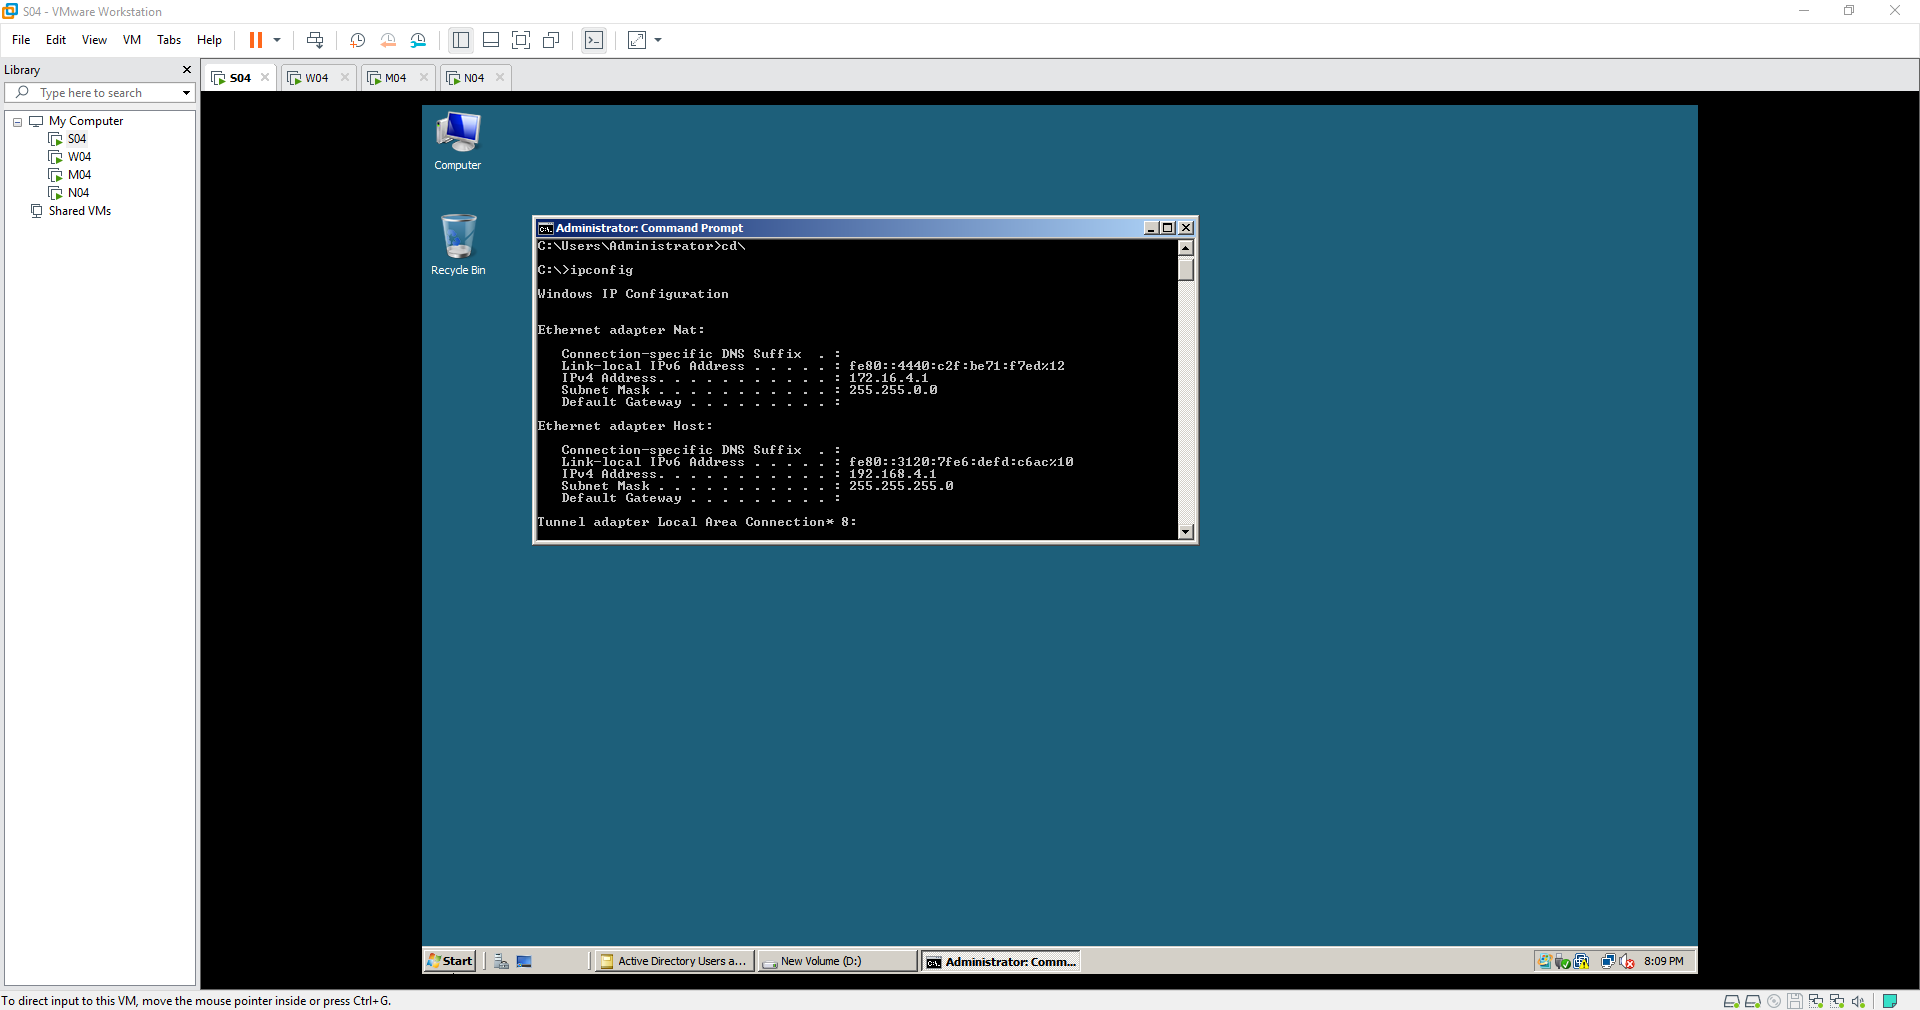 S04 - VMware Workstation
File Edit View VM Tabs Help
Library
Type here to search
My Computer
S04
W04
M04
N04
Shared VMs
S04 W04 M04 N04
Computer
Recycle Bin
Administrator: Command Prompt
C:\Users\Administrator>cd\
C:\>ipconfig
Windows IP Configuration
Ethernet adapter Nat:
Connection-specific DNS Suffix . :
Link-local IPv6 Address . . . . . : fe80::4440:c2f:be71:f7ed%12
IPv4 Address. . . . . . . . . . . : 172.16.4.1
Subnet Mask . . . . . . . . . . . : 255.255.0.0
Default Gateway . . . . . . . . . :
Ethernet adapter Host:
Connection-specific DNS Suffix . :
Link-local IPv6 Address . . . . . : fe80::3120:7fe6:defd:c6ac%10
IPv4 Address. . . . . . . . . . . : 192.168.4.1
Subnet Mask . . . . . . . . . . . : 255.255.255.0
Default Gateway . . . . . . . . . :
Tunnel adapter Local Area Connection* 8:
Start Active Directory Users a... New Volume (D:) Administrator: Comm... 8:09 PM
To direct input to this VM, move the mouse pointer inside or press Ctrl+G.